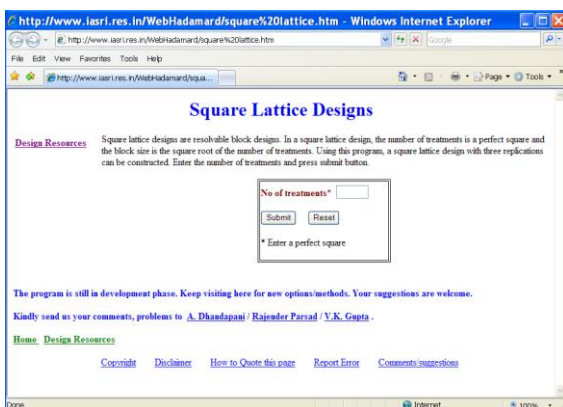 http://www.iasri.res.in/WebHadamard/square%20lattice.htm - Windows Internet Explorer
http://www.iasri.res.in/WebHadamard/square%20lattice.htm
Google
File Edit View Favorites Tools Help
http://www.iasri.res.in/WebHadamard/squa...
Page Tools
Square Lattice Designs
Design Resources
Square lattice designs are resolvable block designs. In a square lattice design, the number of treatments is a perfect square and
the block size is the square root of the number of treatments. Using this program, a square lattice design with three replications
can be constructed. Enter the number of treatments and press submit button.
No of treatments*
Submit Reset
* Enter a perfect square
The program is still in development phase. Keep visiting here for new options/methods. Your suggestions are welcome.
Kindly send us your comments, problems to A. Dhandapani / Rajender Parsad / V.K. Gupta .
Home Design Resources
Copyright Disclaimer How to Quote this page Report Error Comments/suggestions
Done Internet 100%